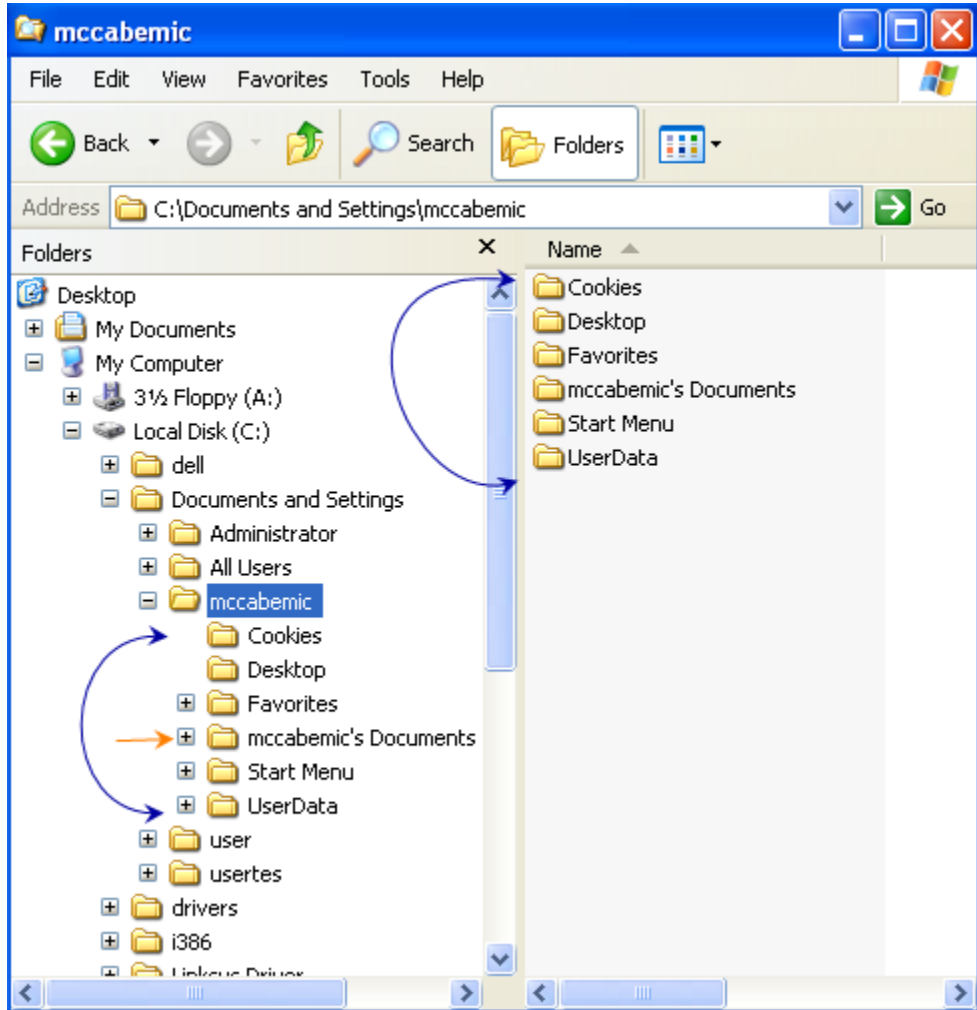 mccabemic
File Edit View Favorites Tools Help
Back Search Folders
Address C:\Documents and Settings\mccabemic Go
Folders
Desktop
My Documents
My Computer
3½ Floppy (A:)
Local Disk (C:)
dell
Documents and Settings
Administrator
All Users
mccabemic
Cookies
Desktop
Favorites
mccabemic's Documents
Start Menu
UserData
user
usertes
drivers
i386
Name
Cookies
Desktop
Favorites
mccabemic's Documents
Start Menu
UserData